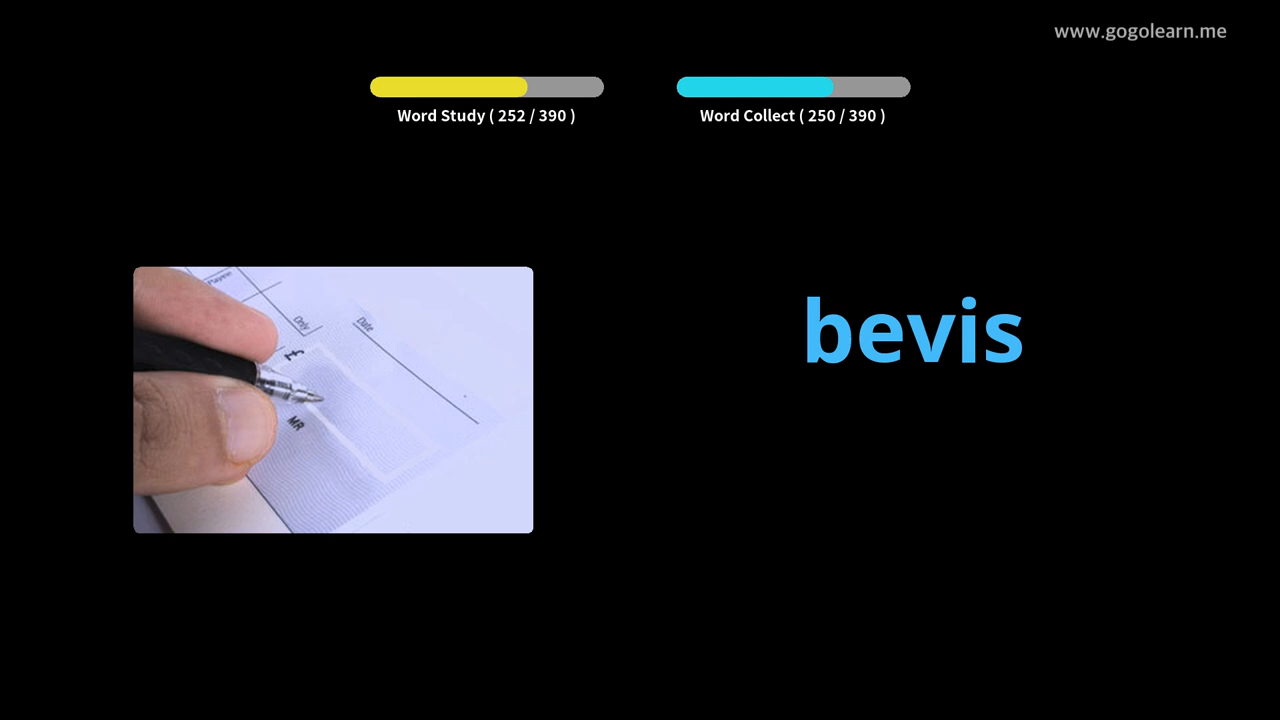 www.gogolearn.me
Word Study ( 252 / 390 )
Word Collect ( 250 / 390 )
bevis
Payee
Only
Date
£
MR